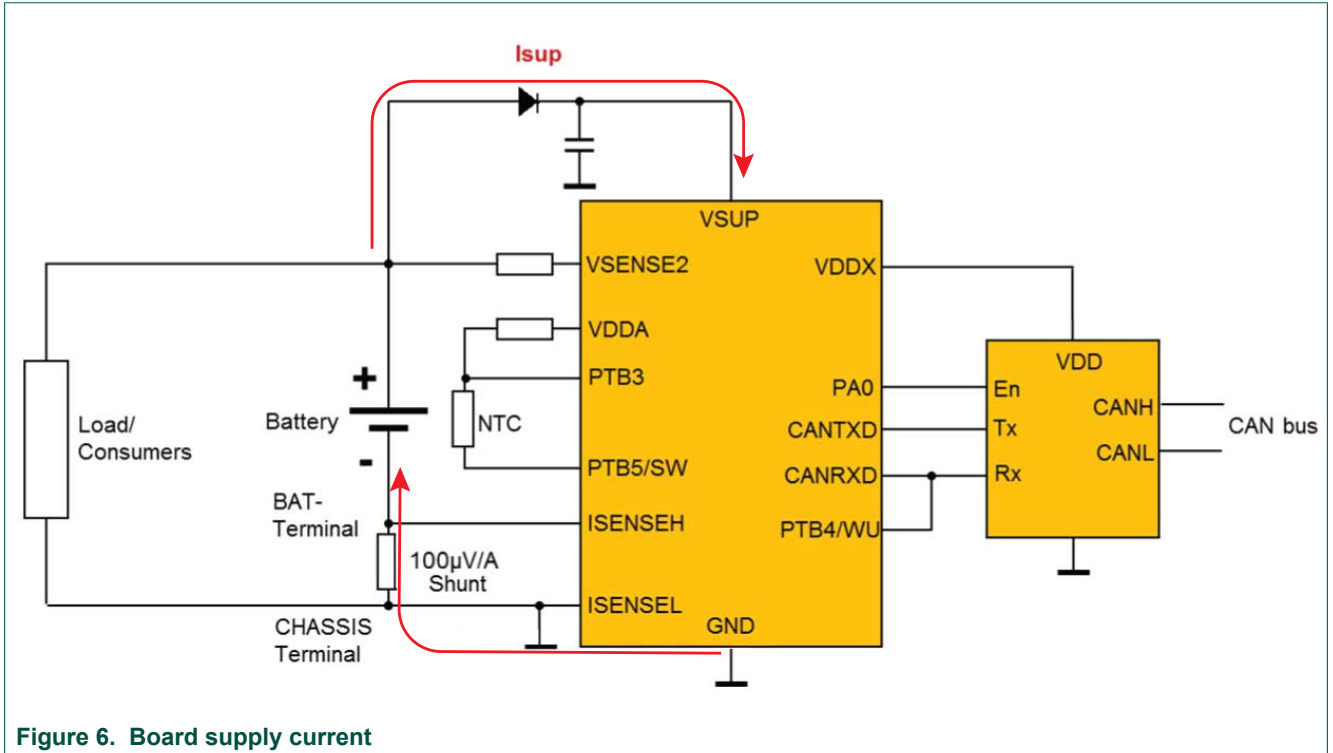 Isup
VSUP
VSENSE2
VDDX
VDDA
VDD
PTB3
PA0
En
+
Battery
-
NTC
Load/
Consumers
CANH
CAN bus
CANTXD
Tx
CANL
PTB5/SW
CANRXD
Rx
BAT-
Terminal
ISENSEH
PTB4/WU
100µV/A
Shunt
ISENSEL
GND
CHASSIS
Terminal
Figure 6. Board supply current